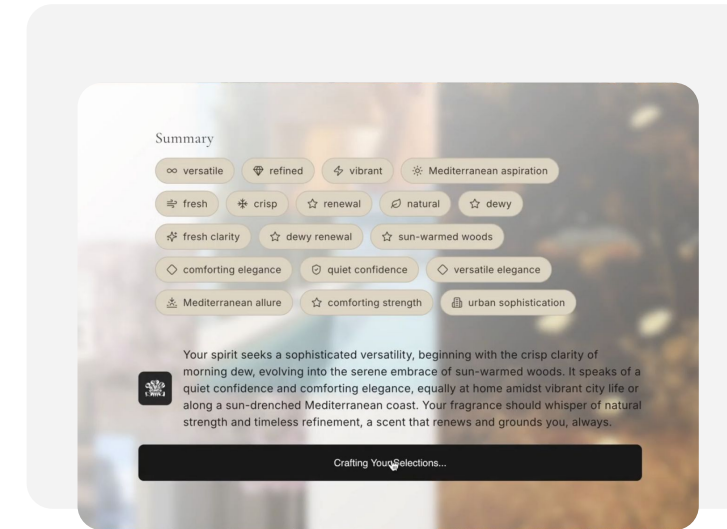 Summary
versatile refined vibrant Mediterranean aspiration
fresh crisp renewal natural dewy
fresh clarity dewy renewal sun-warmed woods
comforting elegance quiet confidence versatile elegance
Mediterranean allure comforting strength urban sophistication
Your spirit seeks a sophisticated versatility, beginning with the crisp clarity of
morning dew, evolving into the serene embrace of sun-warmed woods. It speaks of a
quiet confidence and comforting elegance, equally at home amidst vibrant city life or
along a sun-drenched Mediterranean coast. Your fragrance should whisper of natural
strength and timeless refinement, a scent that renews and grounds you, always.
Crafting Your Selections...